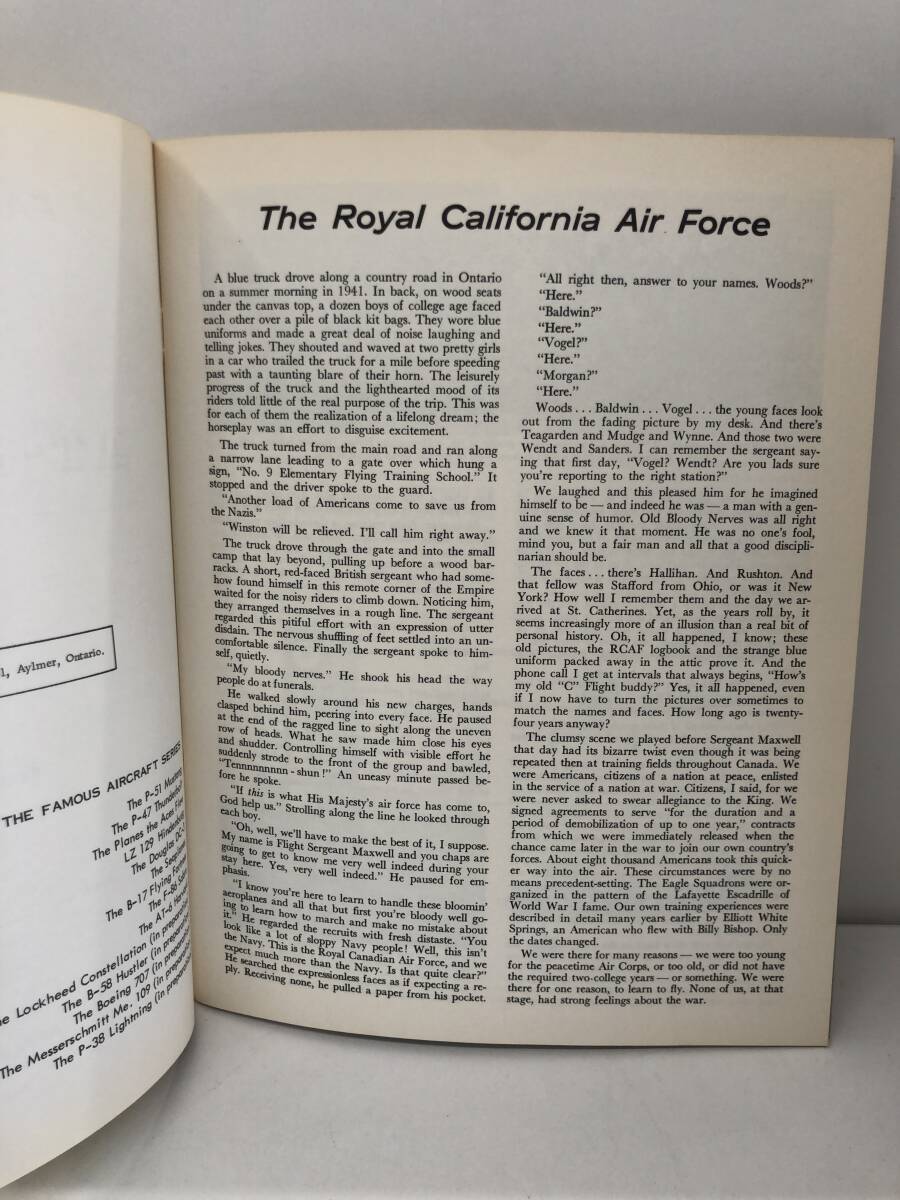 l, Aylmer, Ontario.
THE FAMOUS AIRCRAFT SERIES
The P-51 Mustang
The P-47 Thunderbolt
The Planes the Aces Flew
LZ 129 Hindenburg
The Douglas DC-3
The
The B-17 Flying Fortress
The F-86 Sabre
The AT-6 Harvard
he Lockheed Constellation (in preparation
The B-58 Hustler (in preparation
The Boeing 707 (in preparation
The Messerschmitt Me. 109 (in preparation
The P-38 Lightning (in preparation
The Royal California Air Force
A blue truck drove along a country road in Ontario
on a summer morning in 1941. In back, on wood seats
under the canvas top, a dozen boys of college age faced
each other over a pile of black kit bags. They wore blue
uniforms and made a great deal of noise laughing and
telling jokes. They shouted and waved at two pretty girls
in a car who trailed the truck for a mile before speeding
past with a taunting blare of their horn. The leisurely
progress of the truck and the lighthearted mood of its
riders told little of the real purpose of the trip. This was
for each of them the realization of a lifelong dream; the
horseplay was an effort to disguise excitement.
The truck turned from the main road and ran along
a narrow lane leading to a gate over which hung a
sign, "No. 9 Elementary Flying Training School." It
stopped and the driver spoke to the guard.
"Another load of Americans come to save us from
the Nazis."
"Winston will be relieved. I'll call him right away."
The truck drove through the gate and into the small
camp that lay beyond, pulling up before a wood bar-
racks. A short, red-faced British sergeant who had some-
how found himself in this remote corner of the Empire
waited for the noisy riders to climb down. Noticing him,
they arranged themselves in a rough line. The sergeant
regarded this pitiful effort with an expression of utter
disdain. The nervous shuffling of feet settled into an un-
comfortable silence. Finally the sergeant spoke to him-
self, quietly.
"My bloody nerves." He shook his head the way
people do at funerals.
He walked slowly around his new charges, hands
clasped behind him, peering into every face. He paused
at the end of the ragged line to sight along the uneven
row of heads. What he saw made him close his eyes
and shudder. Controlling himself with visible effort he
suddenly strode to the front of the group and bawled,
"Tennnnnnnn - shun!" An uneasy minute passed be-
fore he spoke.
"If this is what His Majesty's air force has come to,
God help us." Strolling along the line he looked through
each boy.
"Oh, well, we'll have to make the best of it, I suppose.
My name is Flight Sergeant Maxwell and you chaps are
going to get to know me very well indeed during your
stay here. Yes, very well indeed." He paused for em-
phasis.
"I know you're here to learn to handle these bloomin'
aeroplanes and all that but first you're bloody well go-
ing to learn how to march and make no mistake about
it." He regarded the recruits with fresh distaste. "You
look like a lot of sloppy Navy people! Well, this isn't
the Navy. This is the Royal Canadian Air Force, and we
expect much more than the Navy. Is that quite clear?"
He searched the expressionless faces as if expecting a re-
ply. Receiving none, he pulled a paper from his pocket.
"All right then, answer to your names. Woods?"
"Here."
"Baldwin?"
"Here."
"Vogel?"
"Here."
"Morgan?"
"Here."
Woods . . . Baldwin . . . Vogel . . . the young faces look
out from the fading picture by my desk. And there's
Teagarden and Mudge and Wynne. And those two were
Wendt and Sanders. I can remember the sergeant say-
ing that first day, "Vogel? Wendt? Are you lads sure
you're reporting to the right station?"
We laughed and this pleased him for he imagined
himself to be — and indeed he was — a man with a gen-
uine sense of humor. Old Bloody Nerves was all right
and we knew it that moment. He was no one's fool,
mind you, but a fair man and all that a good discipli-
narian should be.
The faces . . . there's Hallihan. And Rushton. And
that fellow was Stafford from Ohio, or was it New
York? How well I remember them and the day we ar-
rived at St. Catherines. Yet, as the years roll by, it
seems increasingly more of an illusion than a real bit of
personal history. Oh, it all happened, I know; these
old pictures, the RCAF logbook and the strange blue
uniform packed away in the attic prove it. And the
phone call I get at intervals that always begins, "How's
my old "C" Flight buddy?" Yes, it all happened, even
if I now have to turn the pictures over sometimes to
match the names and faces. How long ago is twenty-
four years anyway?
The clumsy scene we played before Sergeant Maxwell
that day had its bizarre twist even though it was being
repeated then at training fields throughout Canada. We
were Americans, citizens of a nation at peace, enlisted
in the service of a nation at war. Citizens, I said, for we
were never asked to swear allegiance to the King. We
signed agreements to serve "for the duration and a
period of demobilization of up to one year," contracts
from which we were immediately released when the
chance came later in the war to join our own country's
forces. About eight thousand Americans took this quick-
er way into the air. These circumstances were by no
means precedent-setting. The Eagle Squadrons were or-
ganized in the pattern of the Lafayette Escadrille of
World War I fame. Our own training experiences were
described in detail many years earlier by Elliott White
Springs, an American who flew with Billy Bishop. Only
the dates changed.
We were there for many reasons — we were too young
for the peacetime Air Corps, or too old, or did not have
the required two-college years — or something. We were
there for one reason, to learn to fly. None of us, at that
stage, had strong feelings about the war.